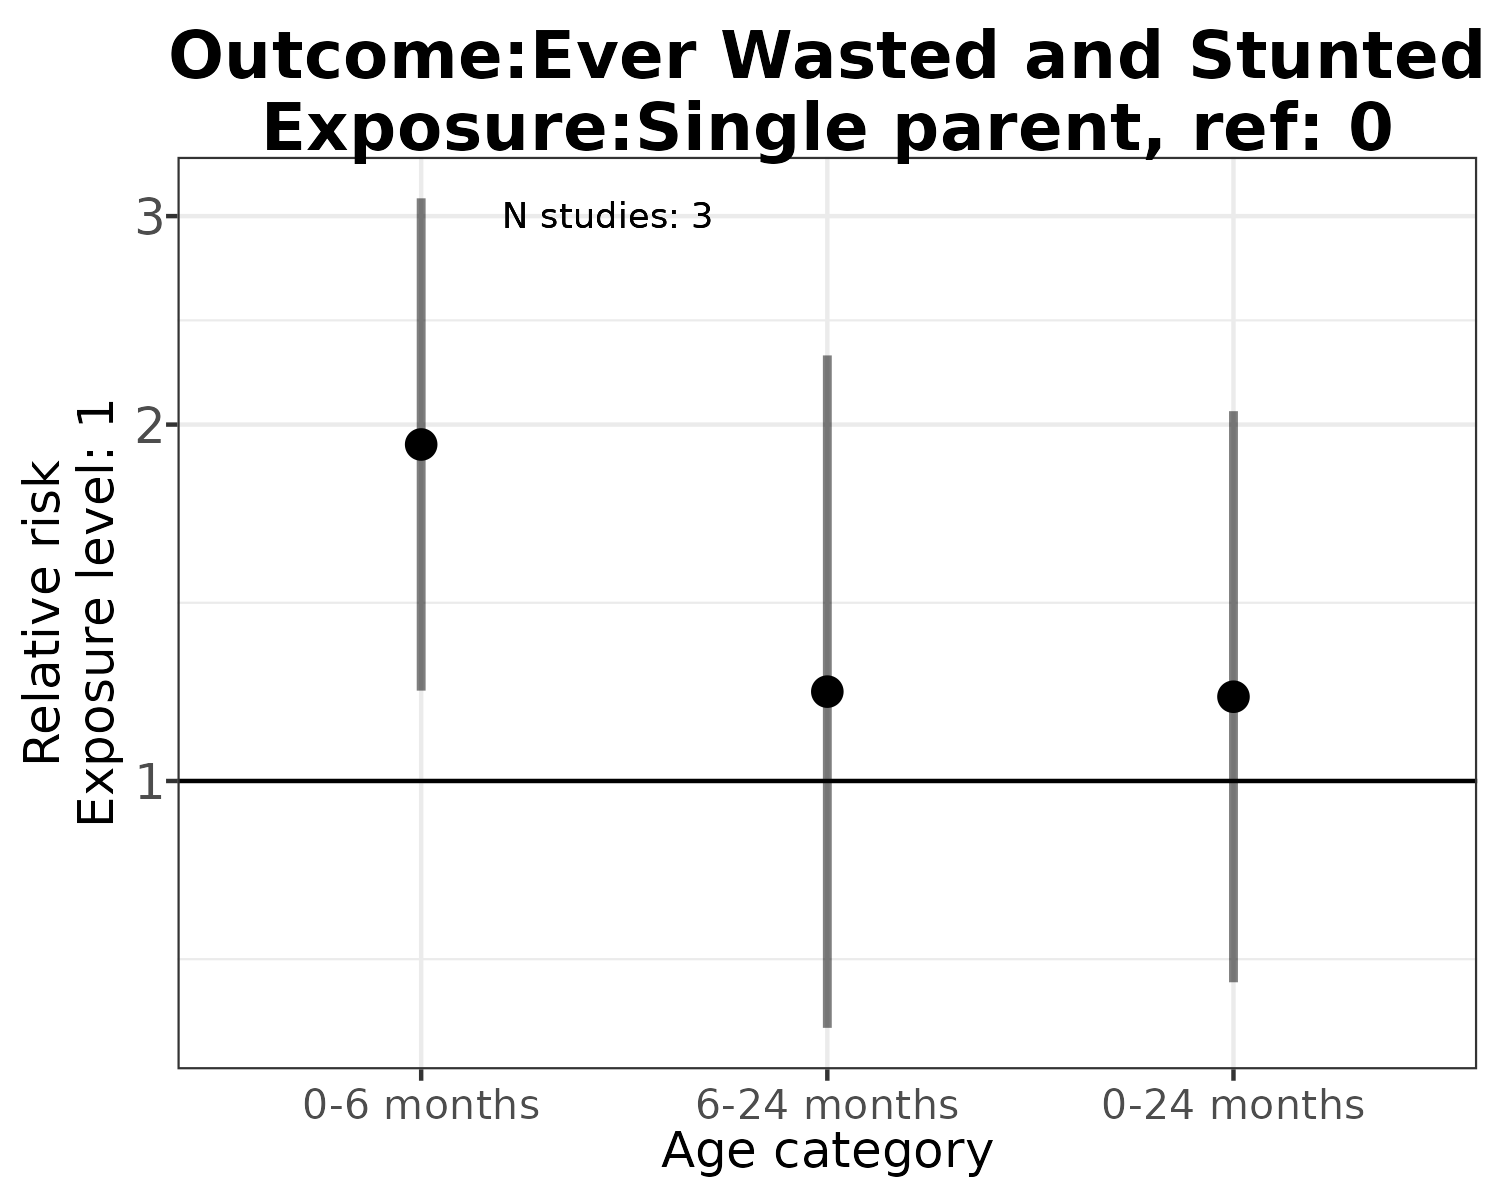 Outcome:Ever Wasted and Stunted
Exposure:Single parent, ref: 0
N studies: 3
3
2
1
Relative risk
Exposure level: 1
0-6 months
6-24 months
0-24 months
Age category